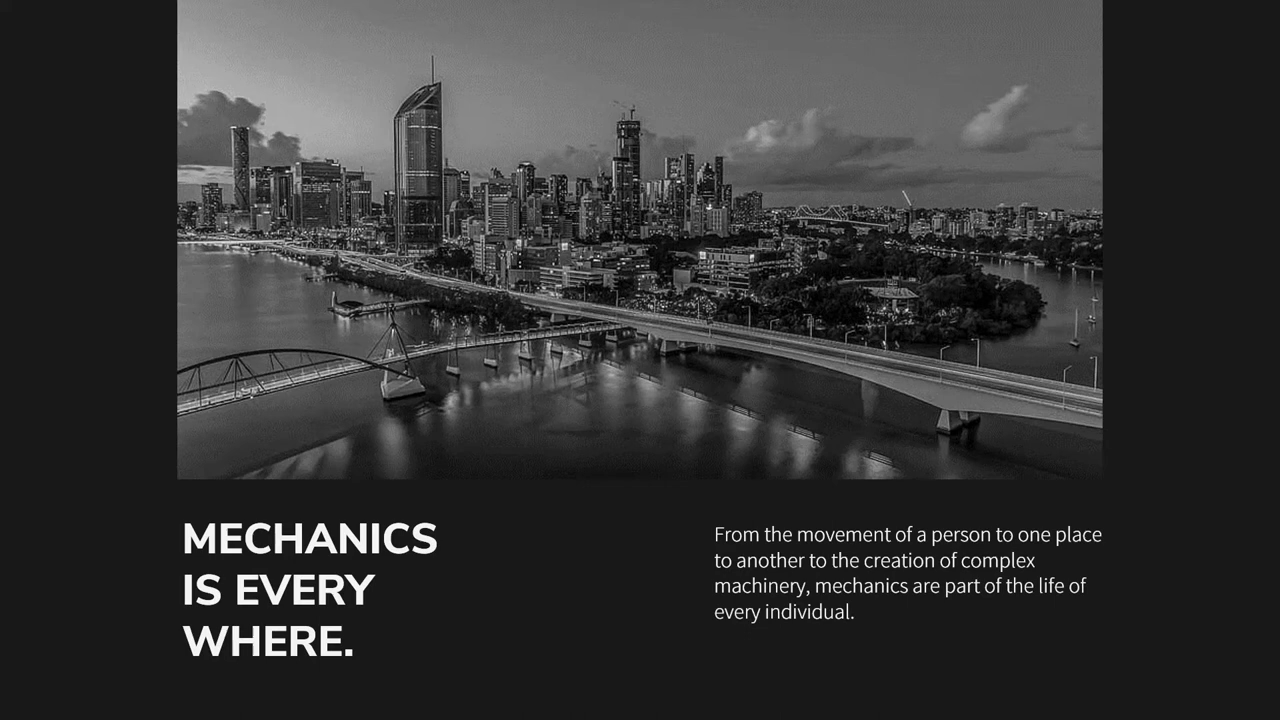 MECHANICS
IS EVERY
WHERE.
From the movement of a person to one place
to another to the creation of complex
machinery, mechanics are part of the life of
every individual.